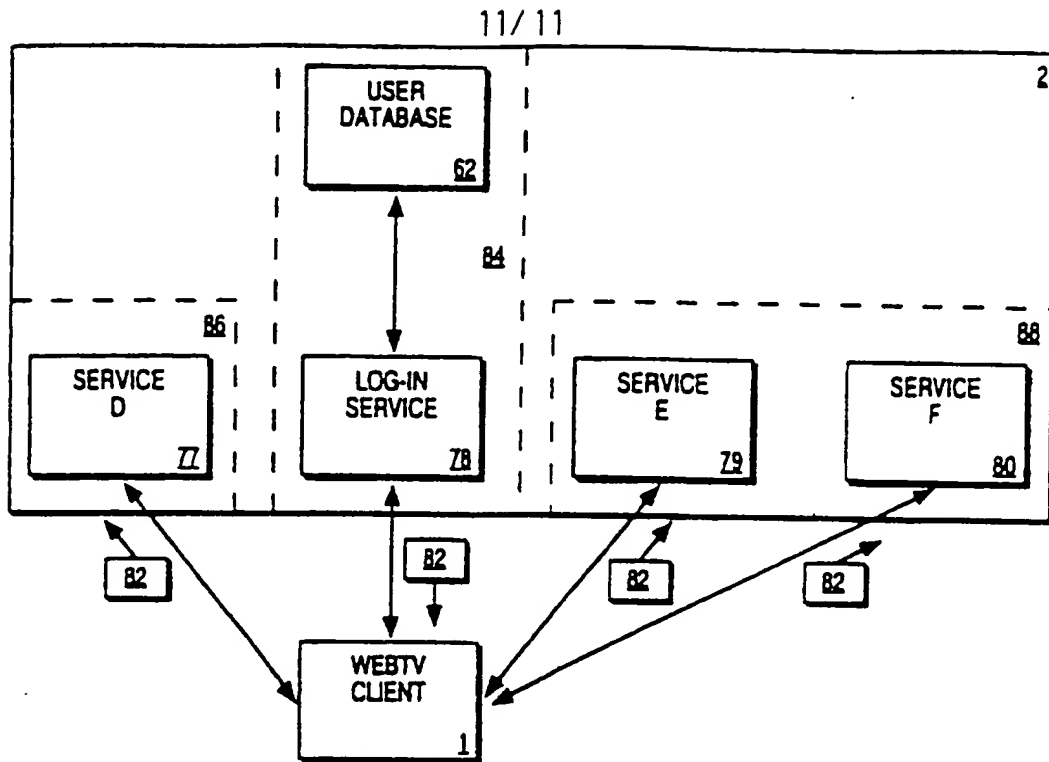 11/11
2
USER
DATABASE
62
84
86
88
SERVICE
D
77
LOG-IN
SERVICE
78
SERVICE
E
79
SERVICE
F
80
82
82
82
82
WEBTV
CLIENT
1